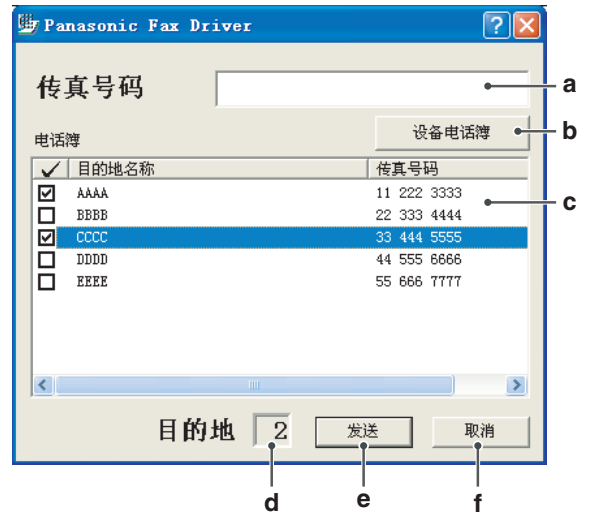 Panasonic Fax Driver
传真号码 a
设备电话簿 b
电话簿
目的地名称 传真号码
AAAA 11 222 3333 c
BBBB 22 333 4444
CCCC 33 444 5555
DDDD 44 555 6666
EEEE 55 666 7777
目的地 2 发送 取消
d e f